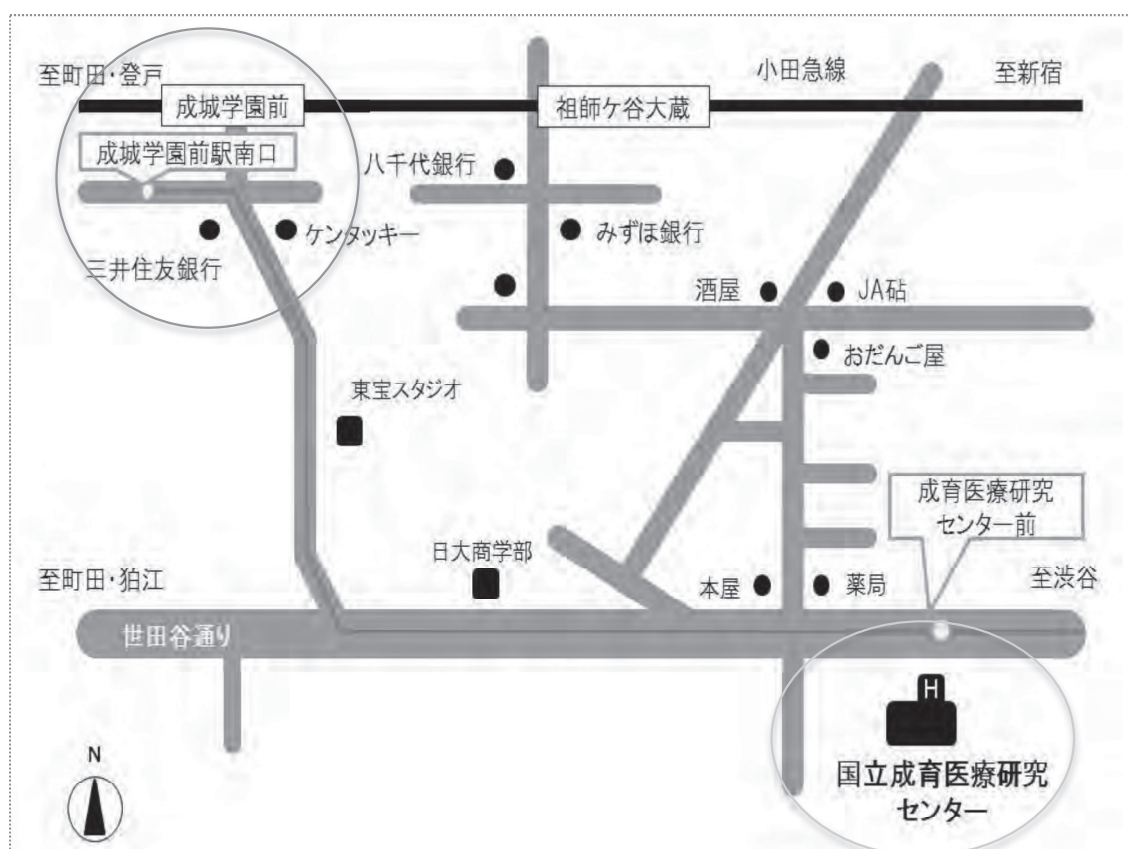 至町田・登戸
小田急線
至新宿
成城学園前
祖師ケ谷大蔵
成城学園前駅南口
八千代銀行
ケンタッキー
みずほ銀行
三井住友銀行
酒屋
JA砧
おだんご屋
東宝スタジオ
成育医療研究
センター前
日大商学部
至町田・狛江
本屋
薬局
至渋谷
世田谷通り
H
国立成育医療研究
センター
N